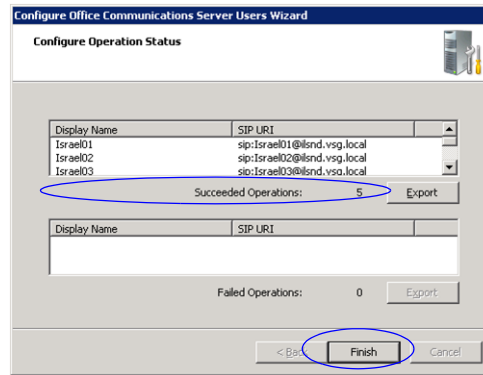 Configure Office Communications Server Users Wizard
Configure Operation Status
Display Name SIP URI
Israel01 sip:Israel01@ilsnd.vsg.local
Israel02 sip:Israel02@ilsnd.vsg.local
Israel03 sip:Israel03@ilsnd.vsg.local
Succeeded Operations: 5 Export
Display Name SIP URI
Failed Operations: 0 Export
< Back Finish Cancel